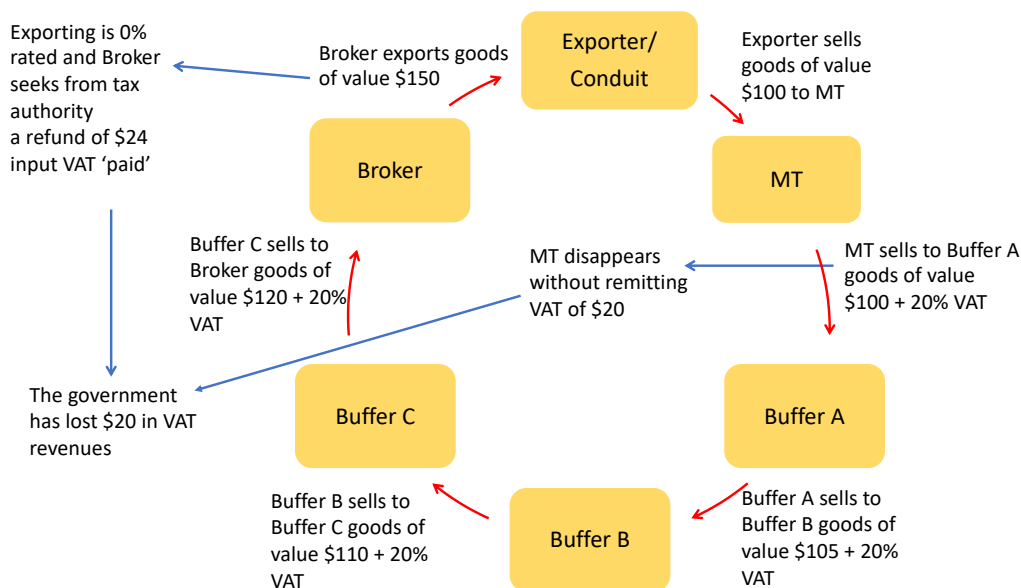 Exporting is 0%
rated and Broker
seeks from tax
authority
a refund of $24
input VAT ‘paid’
Broker exports goods
of value $150
Exporter/
Conduit
Exporter sells
goods of value
$100 to MT
Broker
MT
Buffer C sells to
Broker goods of
value $120 + 20%
VAT
MT disappears
without remitting
VAT of $20
MT sells to Buffer A
goods of value
$100 + 20% VAT
The government
has lost $20 in VAT
revenues
Buffer C
Buffer A
Buffer B sells to
Buffer C goods of
value $110 + 20%
VAT
Buffer B
Buffer A sells to
Buffer B goods of
value $105 + 20%
VAT